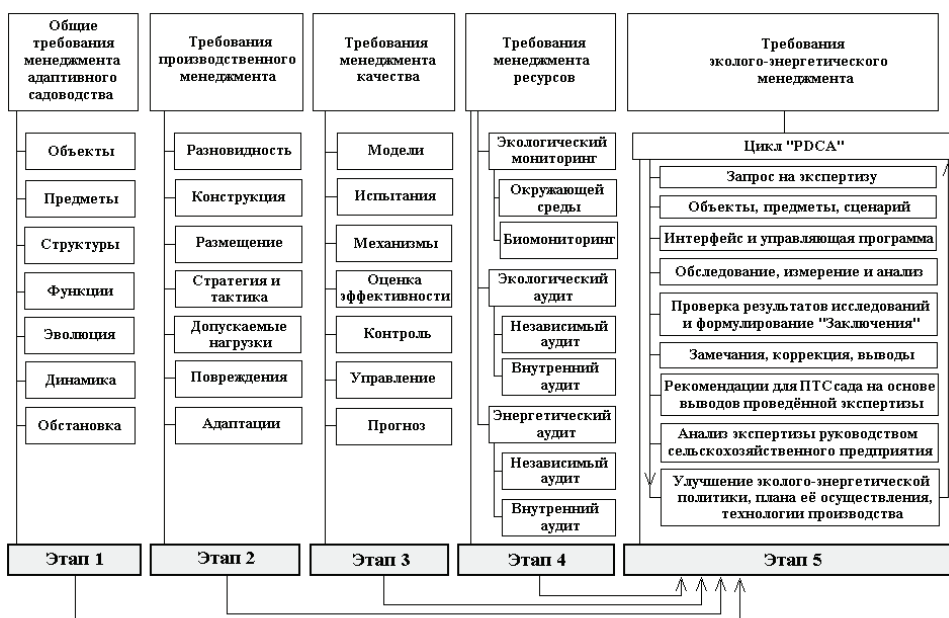 Общие
требования
менеджмента
адаптивного
садоводства
Объекты
Предметы
Структуры
Функции
Эволюция
Динамика
Обстановка
Этап 1
Требования
производственного
менеджмента
Разновидность
Конструкция
Размещение
Стратегия и
тактика
Допускаемые
нагрузки
Повреждения
Адаптации
Этап 2
Требования
менеджмента
качества
Модели
Испытания
Механизмы
Оценка
эффективности
Контроль
Управление
Прогноз
Этап 3
Требования
менеджмента
ресурсов
Экологический
мониторинг
Окружающей
среды
Биомониторинг
Экологический
аудит
Независимый
аудит
Внутренний
аудит
Энергетический
аудит
Независимый
аудит
Внутренний
аудит
Этап 4
Требования
эколого-энергетического
менеджмента
Цикл "PDCA"
Запрос на экспертизу
Объекты, предметы, сценарий
Интерфейс и управляющая программа
Обследование, измерение и анализ
Проверка результатов исследований
и формулирование "Заключения"
Замечания, коррекция, выводы
Рекомендации для ПТС сада на основе
выводов проведённой экспертизы
Анализ экспертизы руководством
сельскохозяйственного предприятия
Улучшение эколого-энергетической
политики, плана её осуществления,
технологии производства
Этап 5